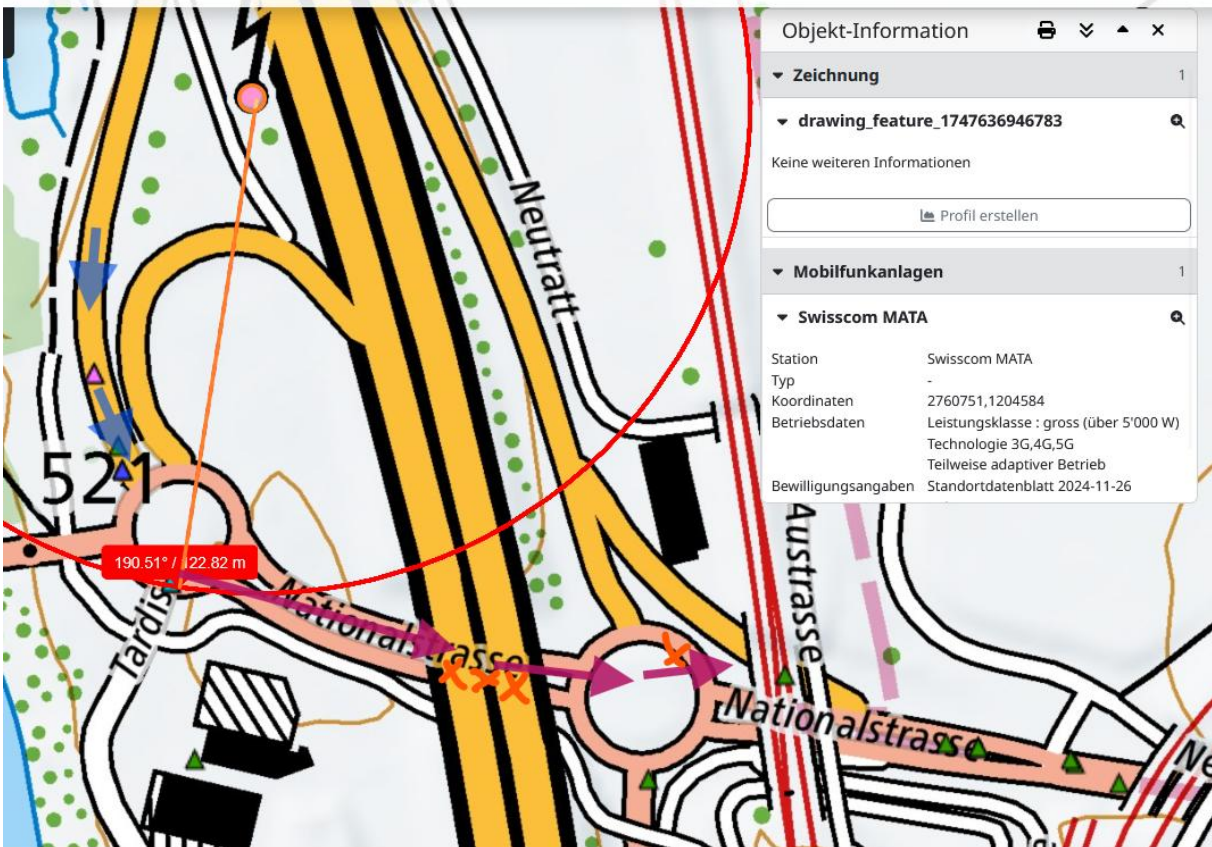 Objekt-Information
Zeichnung 1
drawing_feature_1747636946783
Keine weiteren Informationen
Profil erstellen
Mobilfunkanlagen 1
Swisscom MATA
Station Swisscom MATA
Typ -
Koordinaten 2760751,1204584
Betriebsdaten Leistungsklasse : gross (über 5'000 W)
Technologie 3G,4G,5G
Teilweise adaptiver Betrieb
Bewilligungsangaben Standortdatenblatt 2024-11-26
Neutratt
521
Austrasse
190.51° / 122.82 m
Nationalstrasse
Tardis
Nationalstrasse